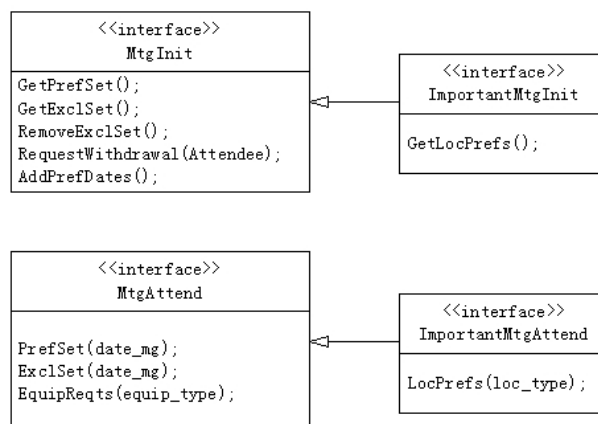 <<interface>>
MtgInit
GetPrefSet();
GetExclSet();
RemoveExclSet();
RequestWithdrawal(Attendee);
AddPrefDates();
<<interface>>
ImportantMtgInit
GetLocPrefs();
<<interface>>
MtgAttend
PrefSet(date_mg);
ExclSet(date_mg);
EquipReqts(equip_type);
<<interface>>
ImportantMtgAttend
LocPrefs(loc_type);